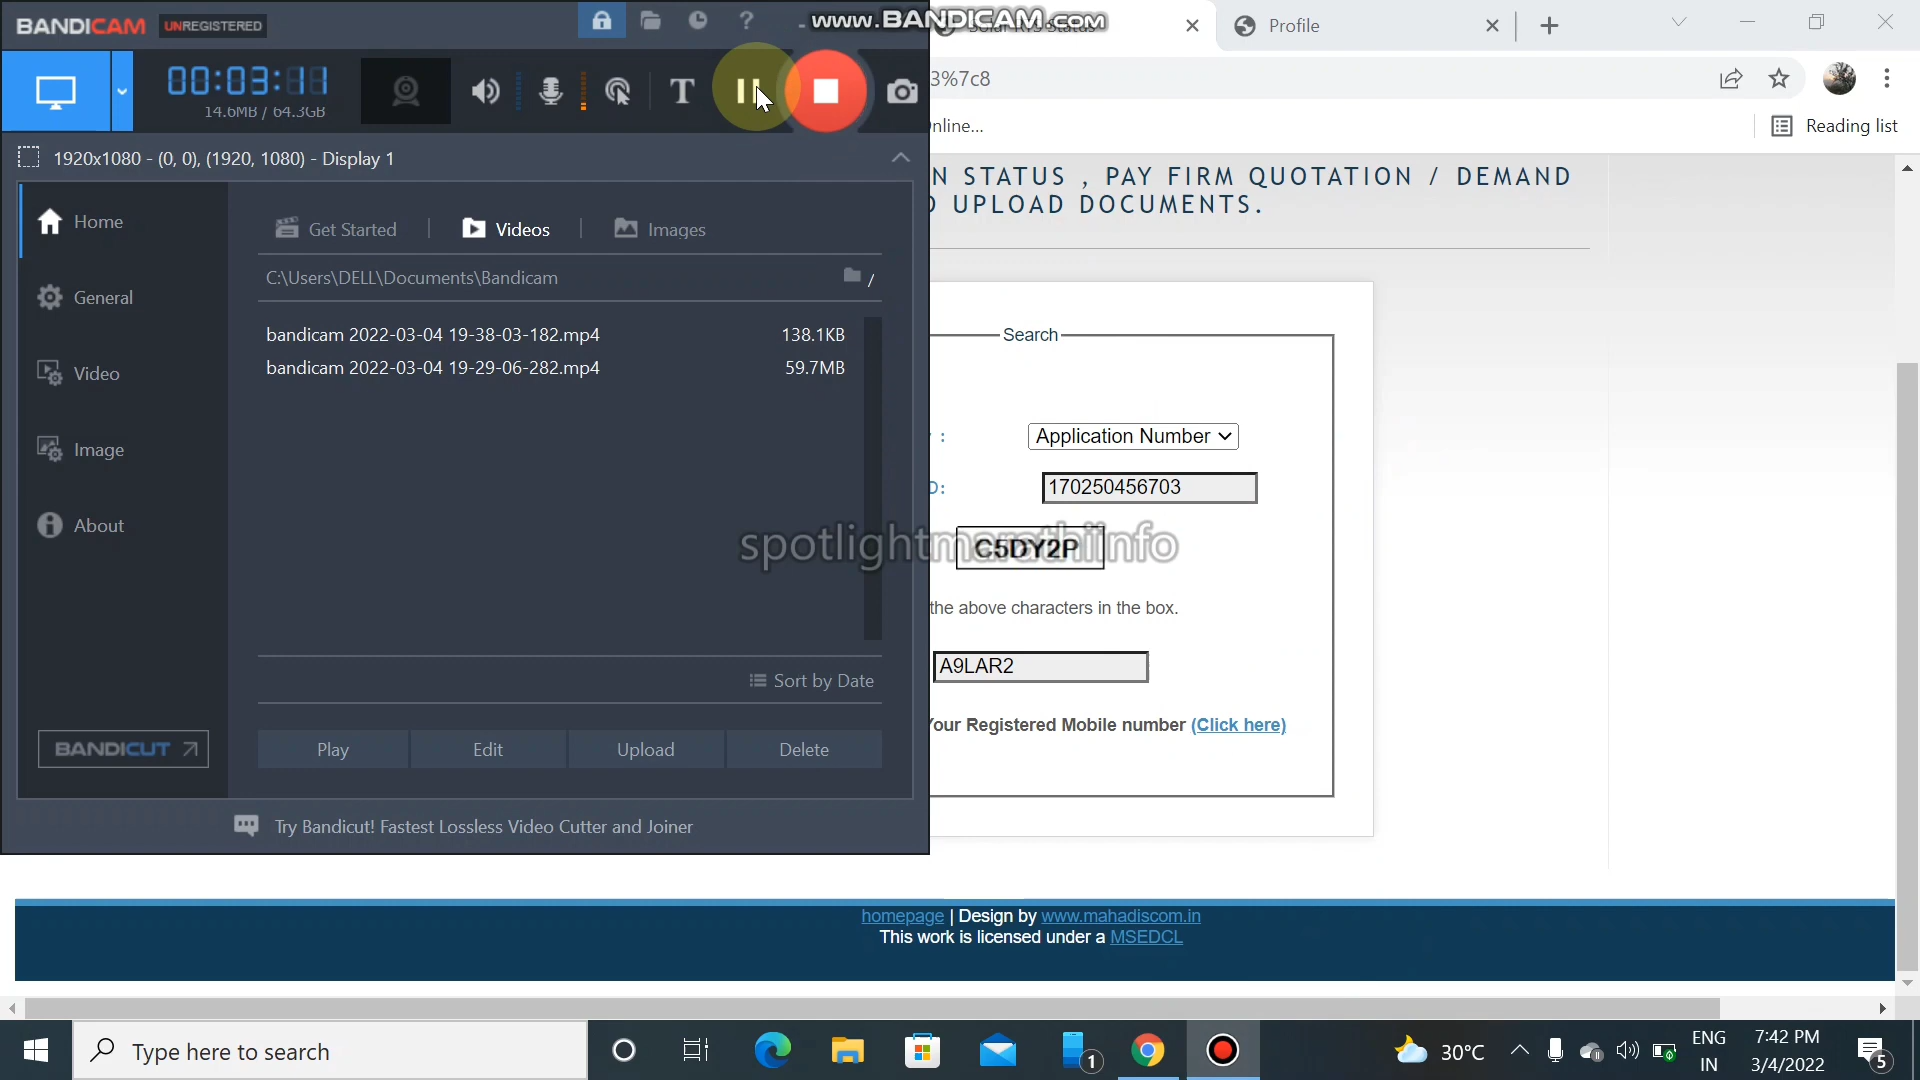 BANDICAM UNREGISTERED
www.BANDICAM.com
Profile
00:03:11
14.6MB / 64.3GB
T
3%7c8
nline...
Reading list
1920x1080 - (0, 0), (1920, 1080) - Display 1
N STATUS , PAY FIRM QUOTATION / DEMAND
UPLOAD DOCUMENTS.
Home
General
Video
Image
About
Get Started
Videos
Images
C:\Users\DELL\Documents\Bandicam
/
bandicam 2022-03-04 19-38-03-182.mp4 138.1KB
bandicam 2022-03-04 19-29-06-282.mp4 59.7MB
Sort by Date
BANDICUT
Play Edit Upload Delete
Try Bandicut! Fastest Lossless Video Cutter and Joiner
Search
:
Application Number
D:
170250456703
spotlightmarathiinfo
C5DY2P
the above characters in the box.
A9LAR2
Your Registered Mobile number (Click here)
homepage | Design by www.mahadiscom.in
This work is licensed under a MSEDCL
Type here to search
1
30°C
ENG
IN
7:42 PM
3/4/2022
5